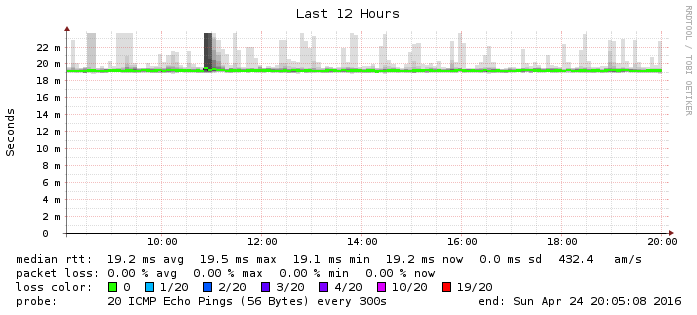 Last 12 Hours
RRDTOOL / TOBI OETIKER
Seconds
22 m
20 m
18 m
16 m
14 m
12 m
10 m
8 m
6 m
4 m
2 m
0
10:00 12:00 14:00 16:00 18:00 20:00
median rtt: 19.2 ms avg 19.5 ms max 19.1 ms min 19.2 ms now 0.0 ms sd 432.4 am/s
packet loss: 0.00 % avg 0.00 % max 0.00 % min 0.00 % now
loss color: 0 1/20 2/20 3/20 4/20 10/20 19/20
probe: 20 ICMP Echo Pings (56 Bytes) every 300s end: Sun Apr 24 20:05:08 2016